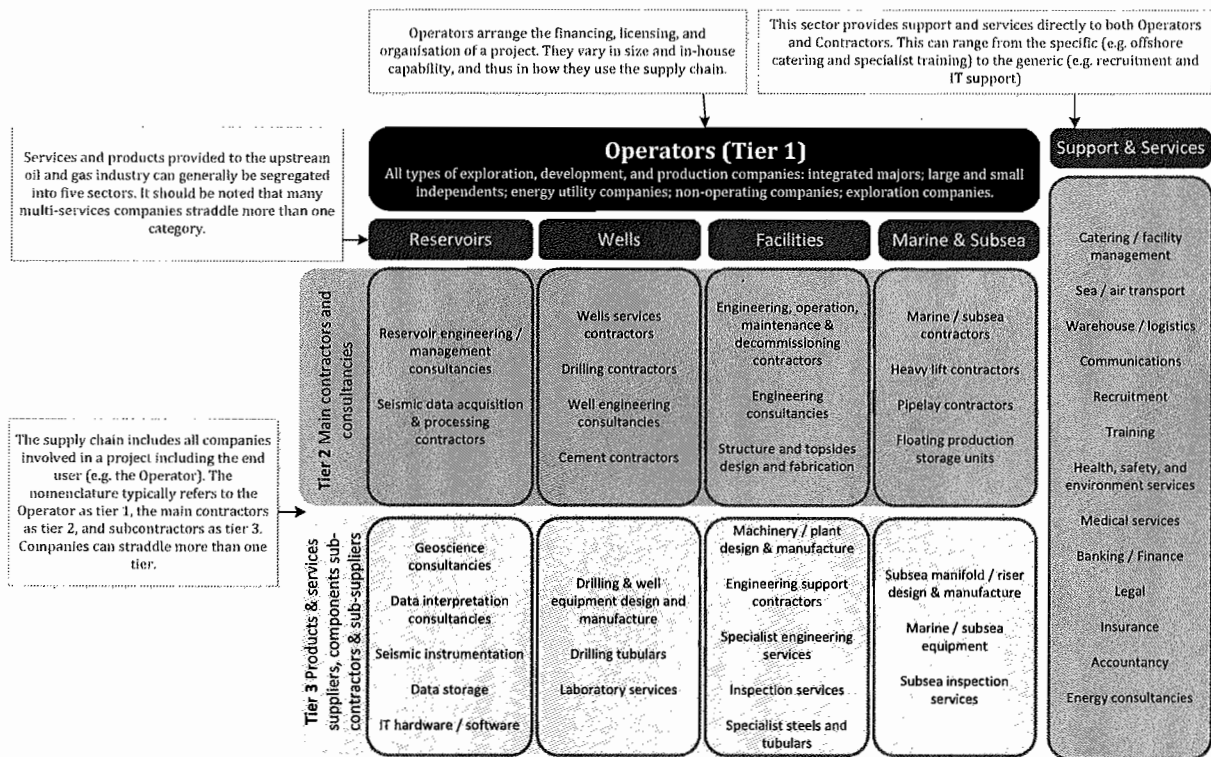 Operators arrange the financing, licensing, and
organisation of a project. They vary in size and in-house
capability, and thus in how they use the supply chain.
This sector provides support and services directly to both Operators
and Contractors. This can range from the specific (e.g. offshore
catering and specialist training) to the generic (e.g. recruitment and
IT support)
Services and products provided to the upstream
oil and gas industry can generally be segregated
into five sectors. It should be noted that many
multi-services companies straddle more than one
category.
Operators (Tier 1)
All types of exploration, development, and production companies: integrated majors; large and small
independents; energy utility companies; non-operating companies; exploration companies.
Support & Services
Reservoirs
Wells
Facilities
Marine & Subsea
The supply chain includes all companies
involved in a project including the end
user (e.g. the Operator). The
nomenclature typically refers to the
Operator as tier 1, the main contractors
as tier 2, and subcontractors as tier 3.
Companies can straddle more than one
tier.
Tier 2 Main contractors and
consultancies
Reservoir engineering /
management
consultancies
Seismic data acquisition
& processing
contractors
Wells services
contractors
Drilling contractors
Well engineering
consultancies
Cement contractors
Engineering, operation,
maintenance &
decommissioning
contractors
Engineering
consultancies
Structure and topsides
design and fabrication
Marine / subsea
contractors
Heavy lift contractors
Pipelay contractors
Floating production
storage units
Tier 3 Products & services
suppliers, components sub-
contractors & sub-suppliers
Geoscience
consultancies
Data interpretation
consultancies
Seismic instrumentation
Data storage
IT hardware / software
Drilling & well
equipment design and
manufacture
Drilling tubulars
Laboratory services
Machinery / plant
design & manufacture
Engineering support
contractors
Specialist engineering
services
Inspection services
Specialist steels and
tubulars
Subsea manifold / riser
design & manufacture
Marine / subsea
equipment
Subsea inspection
services
Catering / facility
management
Sea / air transport
Warehouse / logistics
Communications
Recruitment
Training
Health, safety, and
environment services
Medical services
Banking / Finance
Legal
Insurance
Accountancy
Energy consultancies